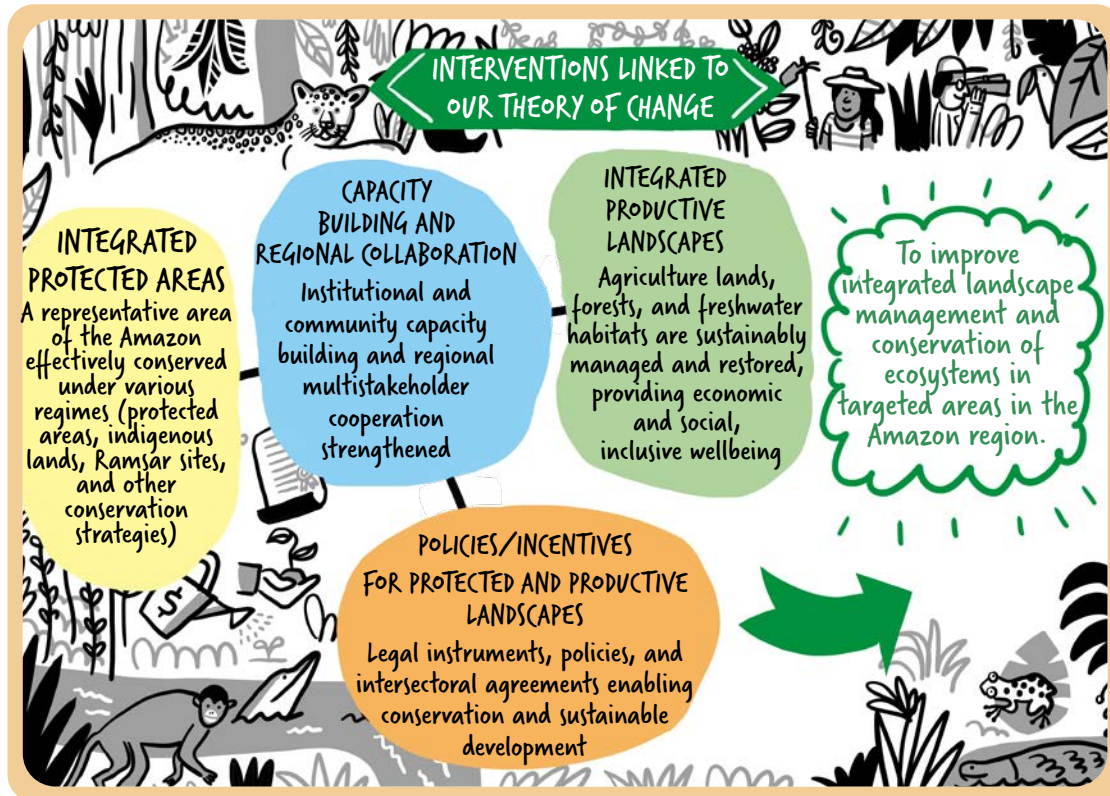 INTERVENTIONS LINKED TO
OUR THEORY OF CHANGE
INTEGRATED
PROTECTED AREAS
A representative area
of the Amazon
effectively conserved
under various
regimes (protected
areas, indigenous
lands, Ramsar sites,
and other
conservation
strategies)
CAPACITY
BUILDING AND
REGIONAL COLLABORATION
Institutional and
community capacity
building and regional
multistakeholder
cooperation
strengthened
INTEGRATED
PRODUCTIVE
LANDSCAPES
Agriculture lands,
forests, and freshwater
habitats are sustainably
managed and restored,
providing economic
and social,
inclusive wellbeing
POLICIES/INCENTIVES
FOR PROTECTED AND PRODUCTIVE
LANDSCAPES
Legal instruments, policies, and
intersectoral agreements enabling
conservation and sustainable
development
To improve
integrated landscape
management and
conservation of
ecosystems in
targeted areas in the
Amazon region.
$